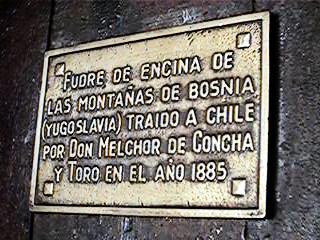 FUDRE DE ENCINA DE
LAS MONTAÑAS DE BOSNIA
(YUGOSLAVIA) TRAIDO A CHILE
POR DON MELCHOR DE CONCHA
Y TORO EN EL AÑO 1885